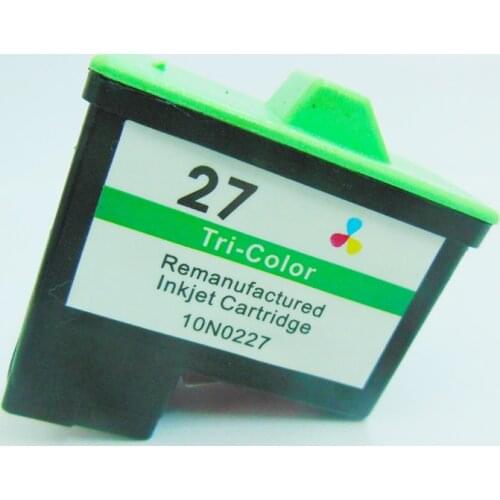 27
Tri-Color
Remanufactured
Inkjet Cartridge
10N0227